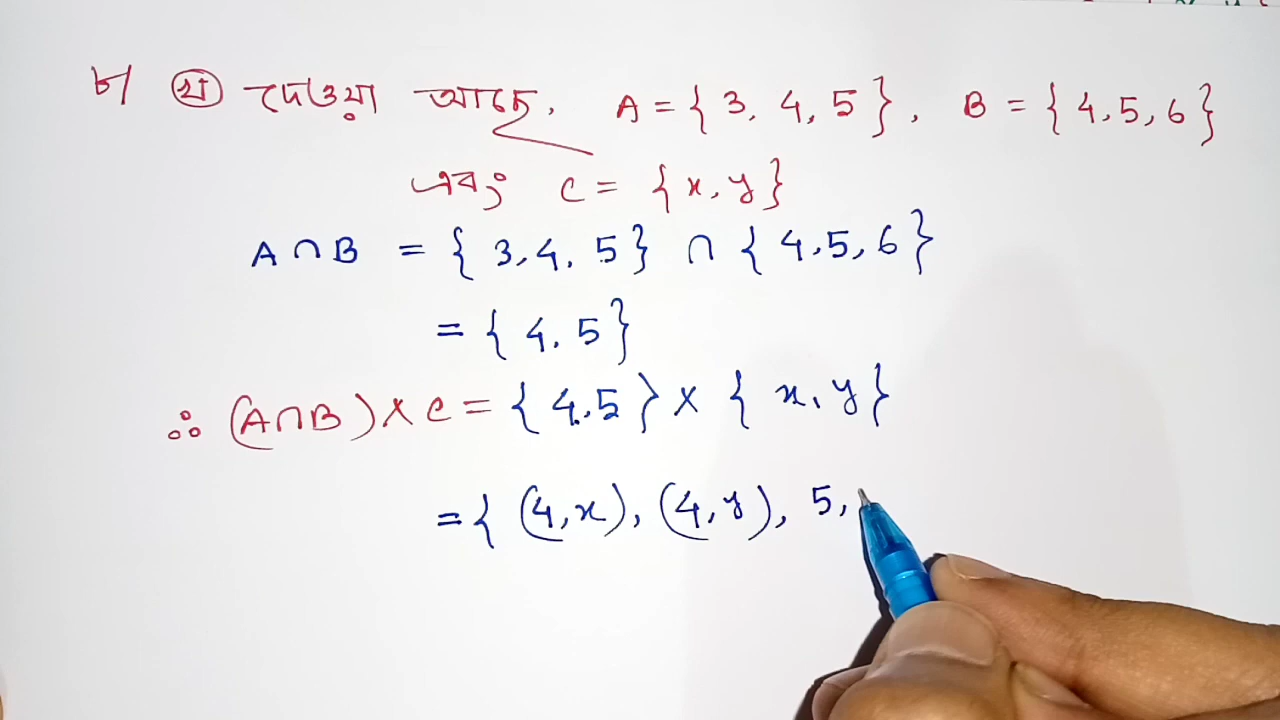 ৮। (খ) দেওয়া আছে, A = { 3, 4, 5 }, B = { 4, 5, 6 }
এবং C = { x, y }
A ∩ B = { 3, 4, 5 } ∩ { 4, 5, 6 }
= { 4, 5 }
∴ (A∩B) × C = { 4, 5 } × { x, y }
= { (4, x), (4, y), 5,